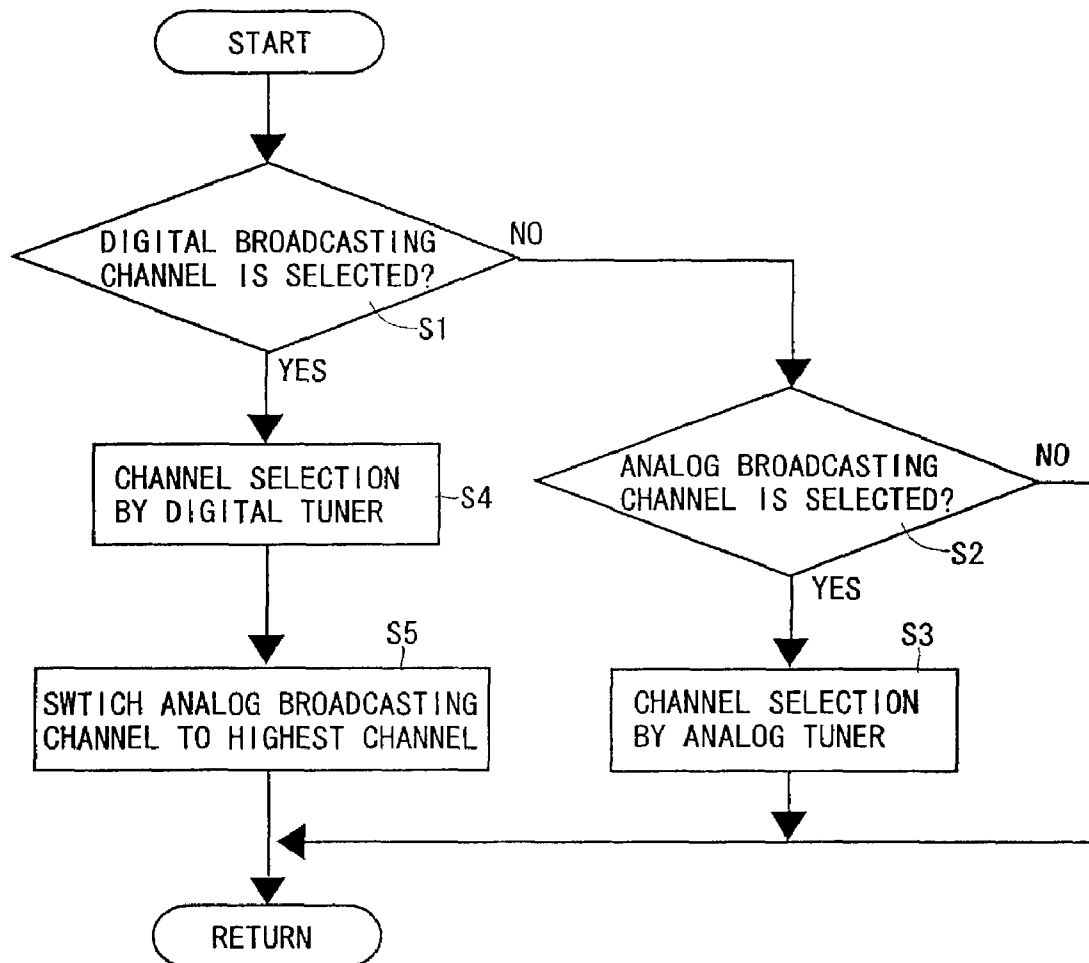 START
DIGITAL BROADCASTING
CHANNEL IS SELECTED?
S1
NO
YES
CHANNEL SELECTION
BY DIGITAL TUNER
S4
ANALOG BROADCASTING
CHANNEL IS SELECTED?
S2
NO
YES
S5
SWTICH ANALOG BROADCASTING
CHANNEL TO HIGHEST CHANNEL
S3
CHANNEL SELECTION
BY ANALOG TUNER
RETURN